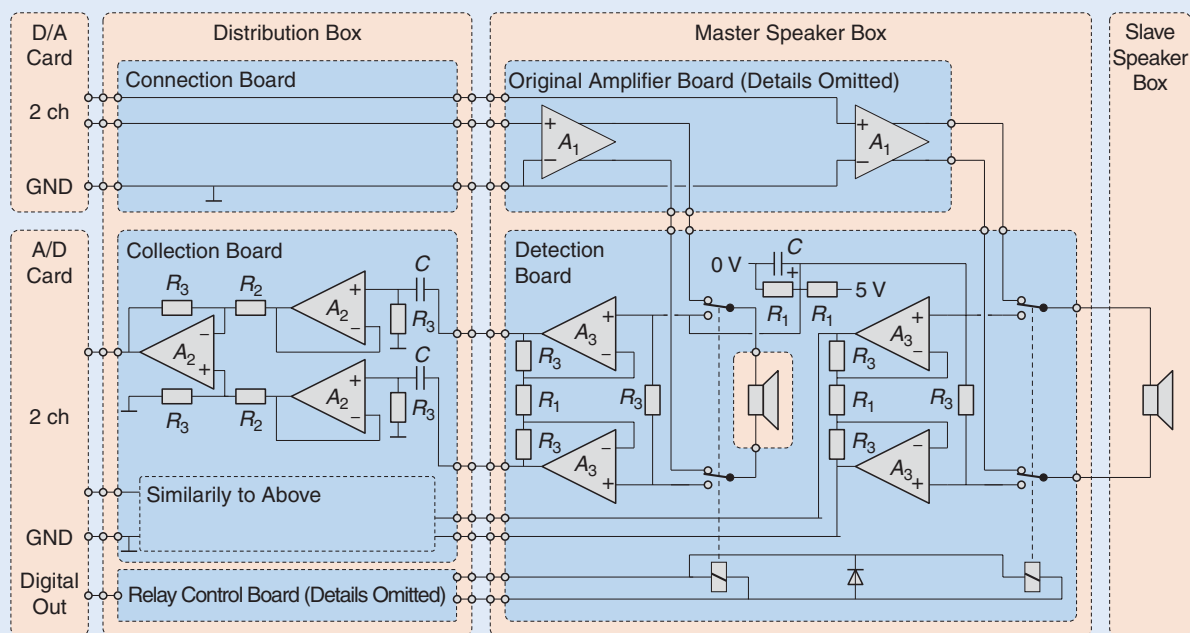 D/A
Card
2 ch
GND
Distribution Box
Connection Board
Master Speaker Box
Original Amplifier Board (Details Omitted)
+
−
A1
+
−
A1
Slave
Speaker
Box
A/D
Card
2 ch
GND
Digital
Out
Collection Board
R3
R2
A2
+
−
C
R3
A2
−
+
R3
R2
A2
+
−
C
R3
Similarily to Above
Relay Control Board (Details Omitted)
Detection
Board
0 V
C
+
R1
R1
5 V
A3
+
−
R3
R1
R3
R3
A3
−
+
A3
+
−
R3
R1
R3
R3
A3
−
+